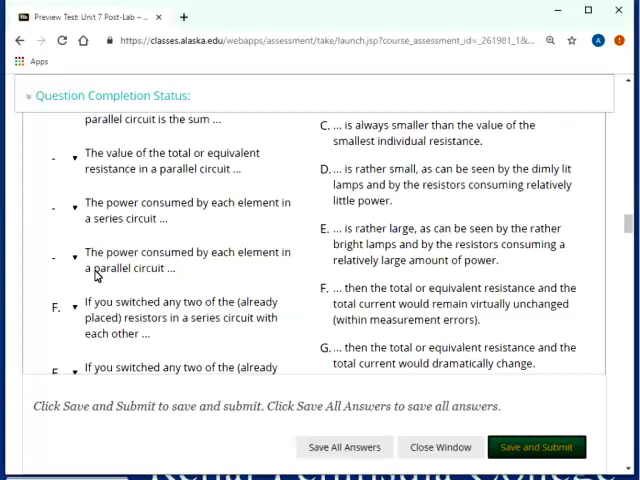 Preview Test: Unit 7 Post-Lab – ...
https://classes.alaska.edu/webapps/assessment/take/launch.jsp?course_assessment_id=_261981_1&...
A
Apps
Question Completion Status:
parallel circuit is the sum ...
- The value of the total or equivalent
resistance in a parallel circuit ...
- The power consumed by each element in
a series circuit ...
- The power consumed by each element in
a parallel circuit ...
F. If you switched any two of the (already
placed) resistors in a series circuit with
each other ...
F. If you switched any two of the (already
C. ... is always smaller than the value of the
smallest individual resistance.
D. ... is rather small, as can be seen by the dimly lit
lamps and by the resistors consuming relatively
little power.
E. ... is rather large, as can be seen by the rather
bright lamps and by the resistors consuming a
relatively large amount of power.
F. ... then the total or equivalent resistance and the
total current would remain virtually unchanged
(within measurement errors).
G. ... then the total or equivalent resistance and the
total current would dramatically change.
Click Save and Submit to save and submit. Click Save All Answers to save all answers.
Save All Answers
Close Window
Save and Submit
Kenai Peninsula College